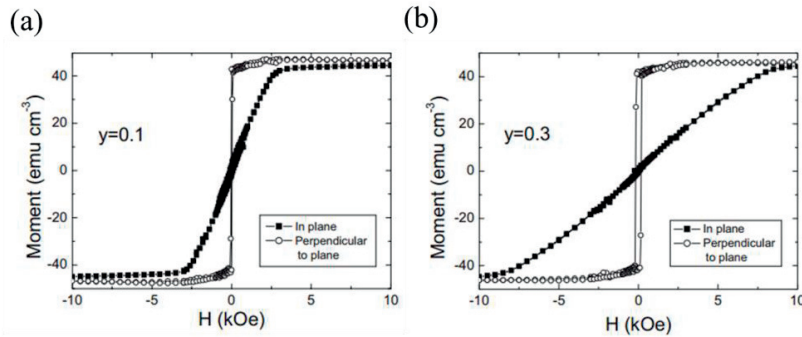 (a)
(b)
Moment (emu cm⁻³)
40
20
0
-20
-40
y=0.1
In plane
Perpendicular
to plane
-10
-5
0
5
10
H (kOe)
Moment (emu cm⁻³)
40
20
0
-20
-40
y=0.3
In plane
Perpendicular
to plane
-10
-5
0
5
10
H (kOe)